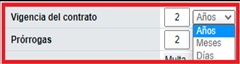 Vigencia del contrato 2 Años
Años
Prórrogas 2 Meses
Multa Días